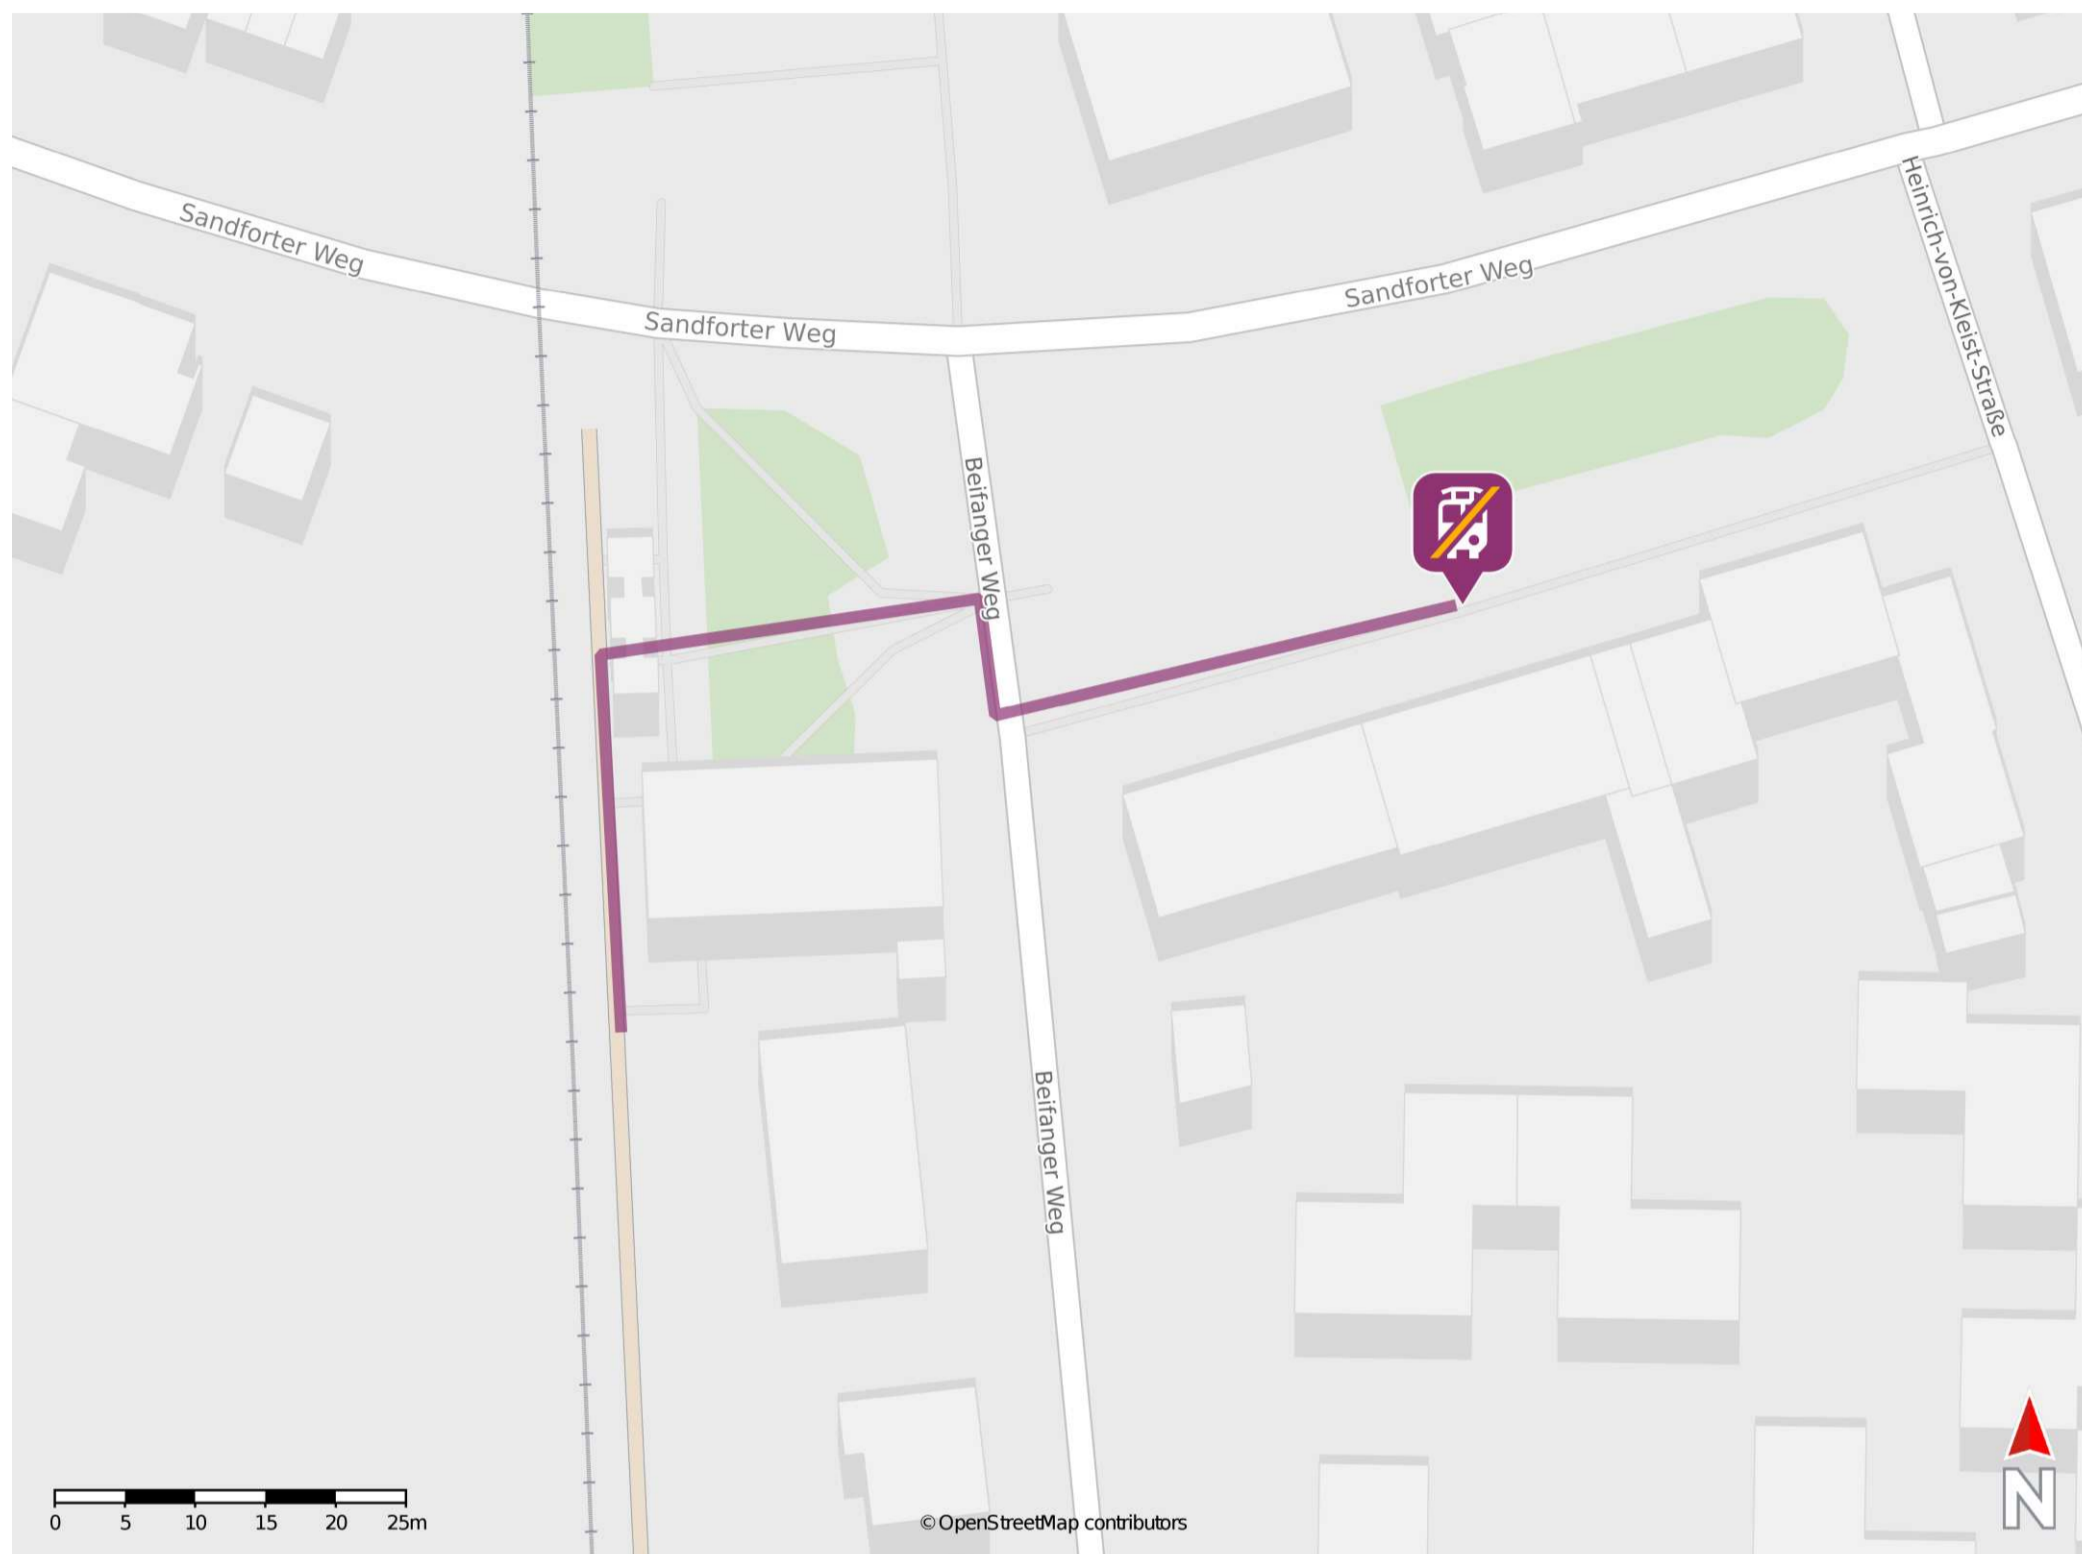 Sandforter Weg
Sandforter Weg
Sandforter Weg
Heinrich-von-Kleist-Straße
Beifanger Weg
Beifanger Weg
0 5 10 15 20 25m
© OpenStreetMap contributors
N